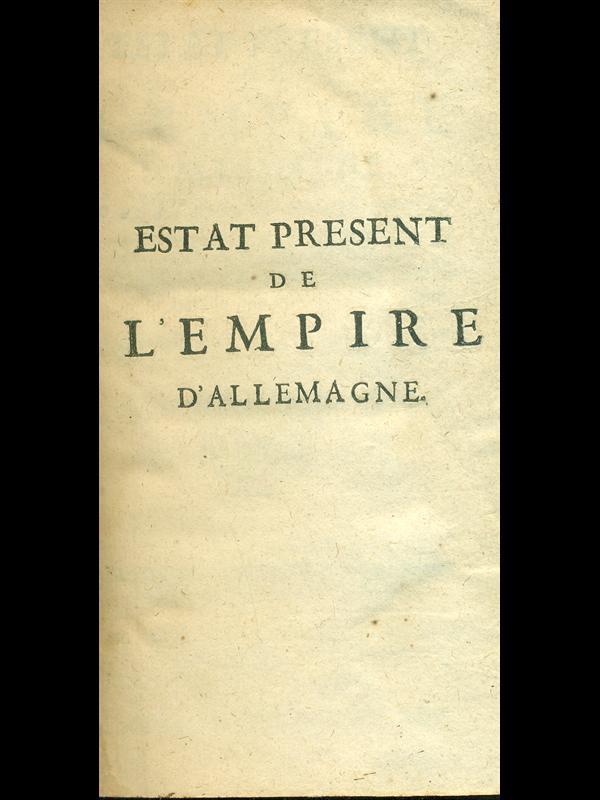 ESTAT PRESENT
DE
L'EMPIRE
D'ALLEMAGNE.